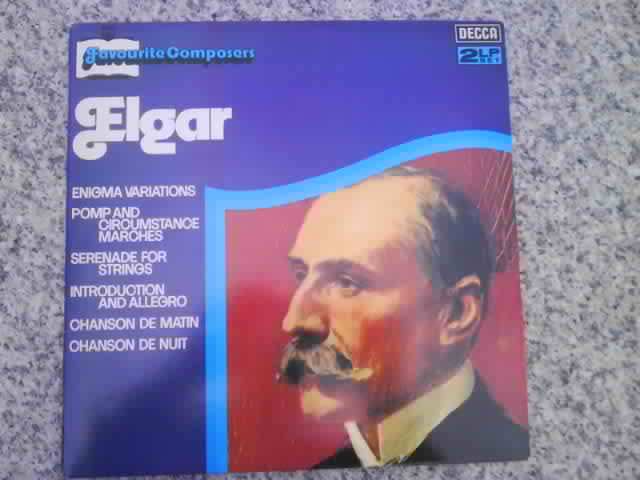 Favourite Composers
DECCA
2LP
SET
Elgar
ENIGMA VARIATIONS
POMP AND
CIRCUMSTANCE
MARCHES
SERENADE FOR
STRINGS
INTRODUCTION
AND ALLEGRO
CHANSON DE MATIN
CHANSON DE NUIT